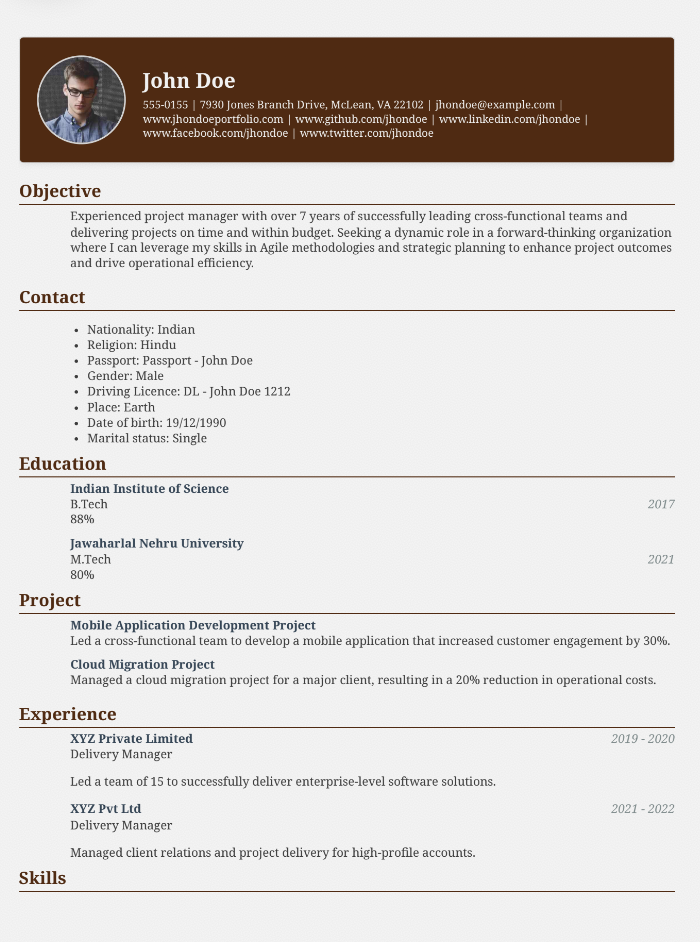 John Doe
555-0155 | 7930 Jones Branch Drive, McLean, VA 22102 | jhondoe@example.com |
www.jhondoeportfolio.com | www.github.com/jhondoe | www.linkedin.com/jhondoe |
www.facebook.com/jhondoe | www.twitter.com/jhondoe
Objective
Experienced project manager with over 7 years of successfully leading cross-functional teams and
delivering projects on time and within budget. Seeking a dynamic role in a forward-thinking organization
where I can leverage my skills in Agile methodologies and strategic planning to enhance project outcomes
and drive operational efficiency.
Contact
• Nationality: Indian
• Religion: Hindu
• Passport: Passport - John Doe
• Gender: Male
• Driving Licence: DL - John Doe 1212
• Place: Earth
• Date of birth: 19/12/1990
• Marital status: Single
Education
Indian Institute of Science
B.Tech 2017
88%
Jawaharlal Nehru University
M.Tech 2021
80%
Project
Mobile Application Development Project
Led a cross-functional team to develop a mobile application that increased customer engagement by 30%.
Cloud Migration Project
Managed a cloud migration project for a major client, resulting in a 20% reduction in operational costs.
Experience
XYZ Private Limited 2019 - 2020
Delivery Manager
Led a team of 15 to successfully deliver enterprise-level software solutions.
XYZ Pvt Ltd 2021 - 2022
Delivery Manager
Managed client relations and project delivery for high-profile accounts.
Skills